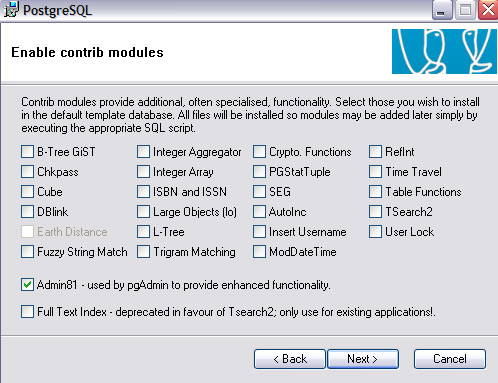 PostgreSQL
Enable contrib modules
Contrib modules provide additional, often specialised, functionality. Select those you wish to install
in the default template database. All files will be installed so modules may be added later simply by
executing the appropriate SQL script.
B-Tree GiST Integer Aggregator Crypto. Functions RefInt
Chkpass Integer Array PGStatTuple Time Travel
Cube ISBN and ISSN SEG Table Functions
DBlink Large Objects (lo) AutoInc TSearch2
Earth Distance L-Tree Insert Username User Lock
Fuzzy String Match Trigram Matching ModDateTime
Admin81 - used by pgAdmin to provide enhanced functionality.
Full Text Index - deprecated in favour of Tsearch2; only use for existing applications!.
< Back Next > Cancel